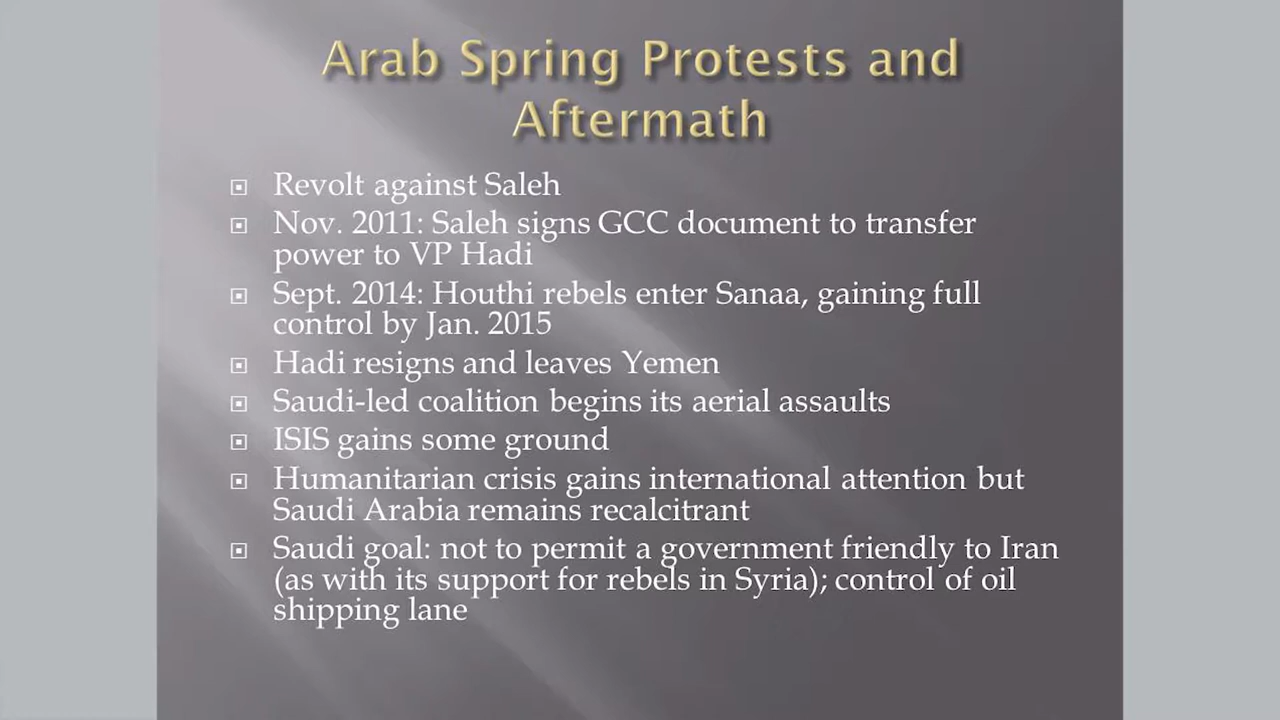 Arab Spring Protests and
Aftermath
Revolt against Saleh
Nov. 2011: Saleh signs GCC document to transfer
power to VP Hadi
Sept. 2014: Houthi rebels enter Sanaa, gaining full
control by Jan. 2015
Hadi resigns and leaves Yemen
Saudi-led coalition begins its aerial assaults
ISIS gains some ground
Humanitarian crisis gains international attention but
Saudi Arabia remains recalcitrant
Saudi goal: not to permit a government friendly to Iran
(as with its support for rebels in Syria); control of oil
shipping lane